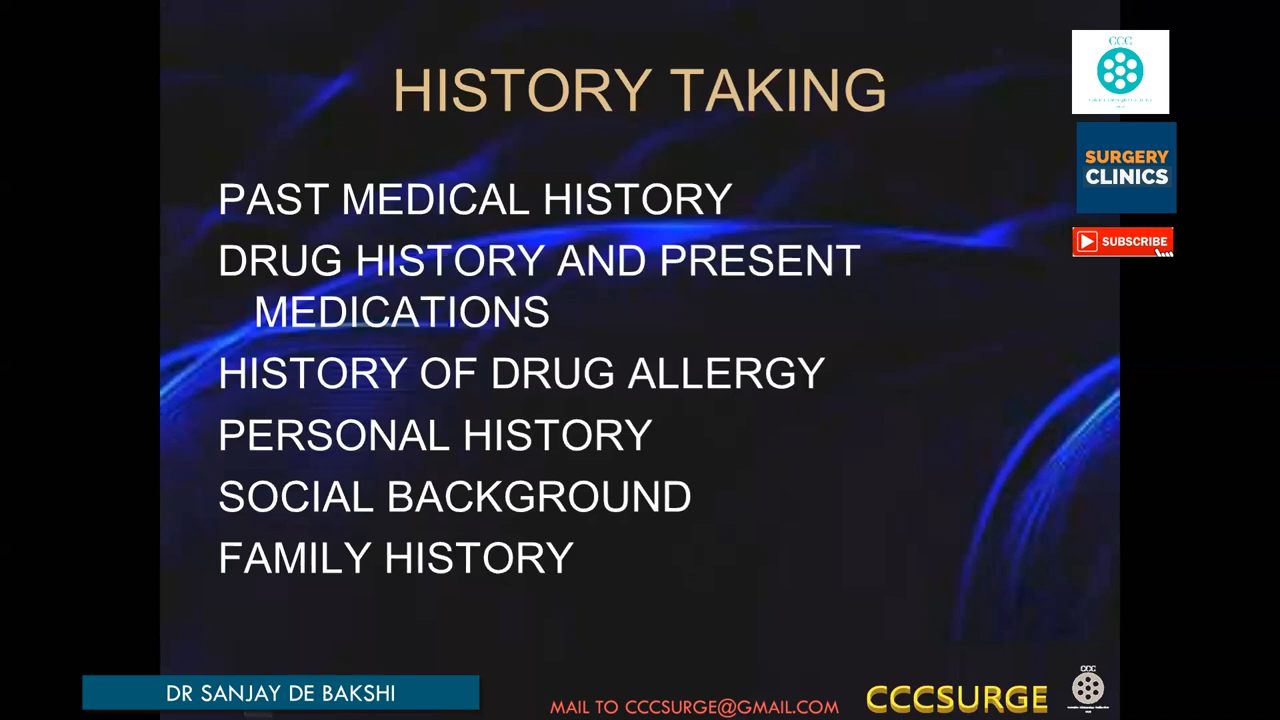 HISTORY TAKING
CCC
SURGERY
CLINICS
SUBSCRIBE
PAST MEDICAL HISTORY
DRUG HISTORY AND PRESENT
MEDICATIONS
HISTORY OF DRUG ALLERGY
PERSONAL HISTORY
SOCIAL BACKGROUND
FAMILY HISTORY
DR SANJAY DE BAKSHI
MAIL TO CCCSURGE@GMAIL.COM
CCCSURGE
CCC